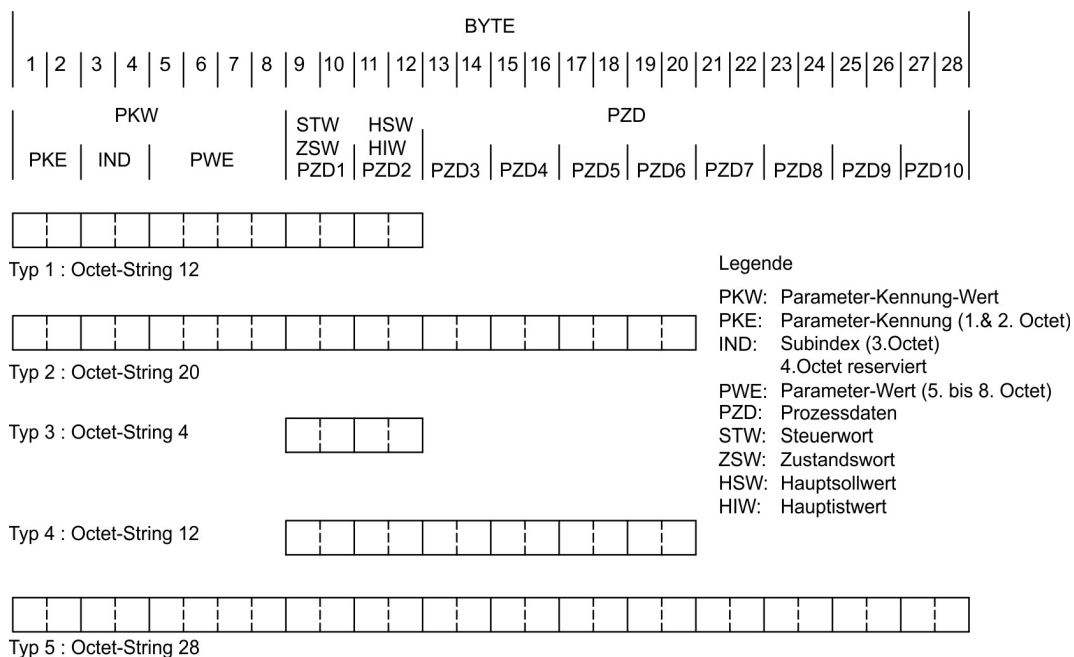 BYTE
1 2 3 4 5 6 7 8 9 10 11 12 13 14 15 16 17 18 19 20 21 22 23 24 25 26 27 28
PKW PZD
STW HSW
ZSW HIW
PKE IND PWE PZD1 PZD2 PZD3 PZD4 PZD5 PZD6 PZD7 PZD8 PZD9 PZD10
Typ 1 : Octet-String 12
Typ 2 : Octet-String 20
Typ 3 : Octet-String 4
Typ 4 : Octet-String 12
Typ 5 : Octet-String 28
Legende
PKW: Parameter-Kennung-Wert
PKE: Parameter-Kennung (1.& 2. Octet)
IND: Subindex (3.Octet)
4.Octet reserviert
PWE: Parameter-Wert (5. bis 8. Octet)
PZD: Prozessdaten
STW: Steuerwort
ZSW: Zustandswort
HSW: Hauptsollwert
HIW: Hauptistwert